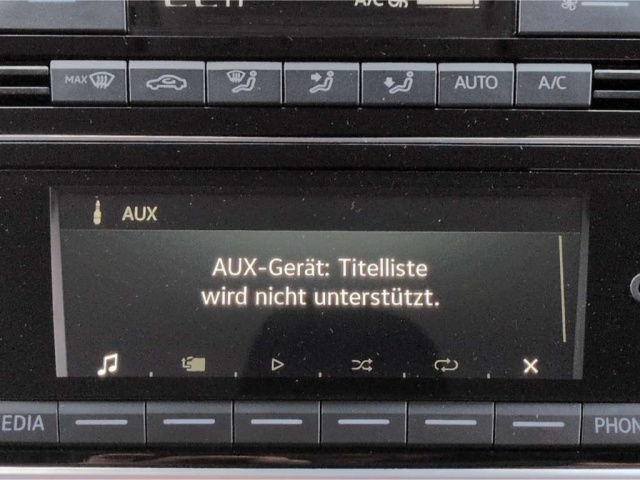 A/C
MAX
AUTO
A/C
AUX
AUX-Gerät: Titelliste
wird nicht unterstützt.
EDIA
PHON